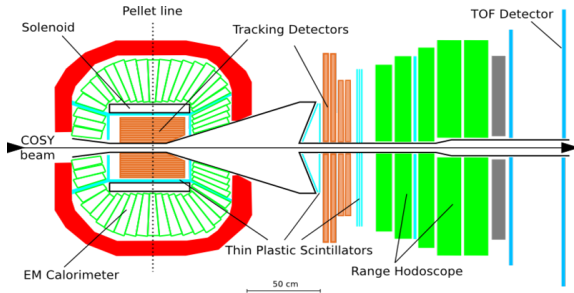 Pellet line
TOF Detector
Solenoid
Tracking Detectors
COSY
beam
Thin Plastic Scintillators
EM Calorimeter
Range Hodoscope
50 cm